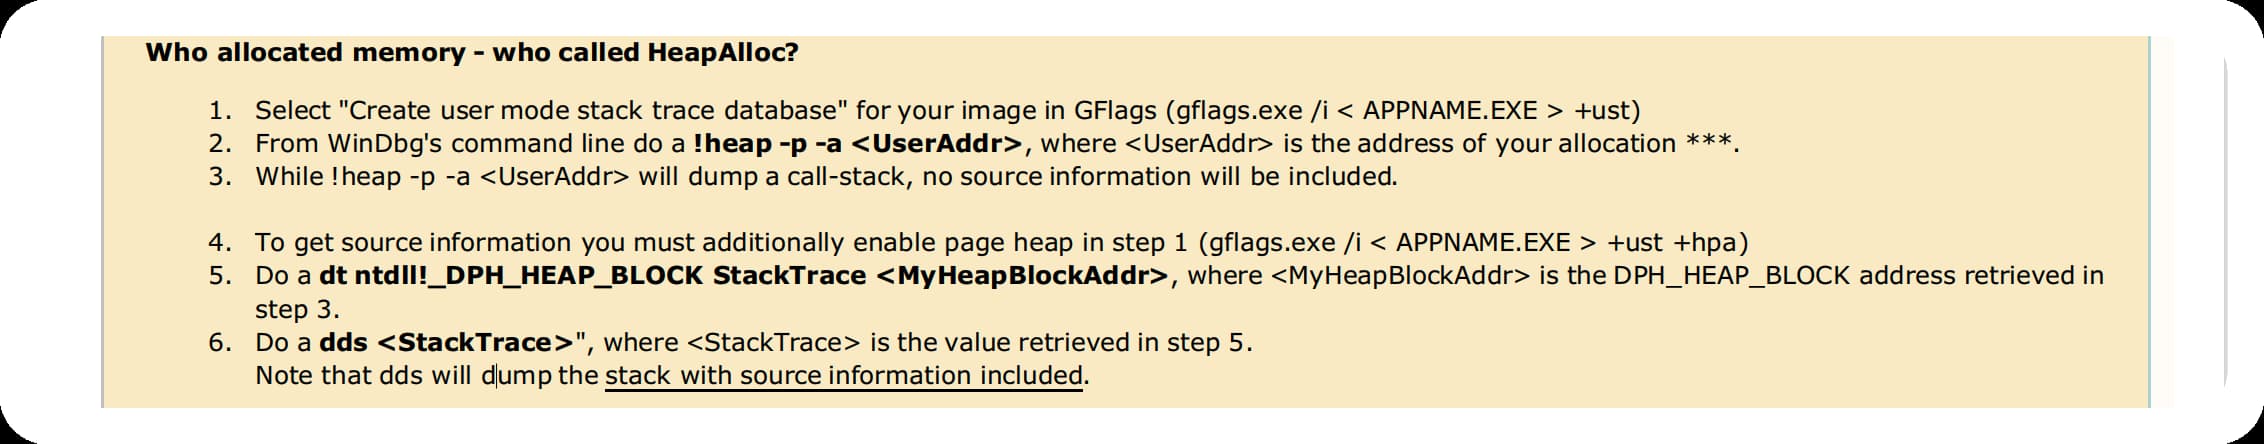 Who allocated memory - who called HeapAlloc?
1. Select "Create user mode stack trace database" for your image in GFlags (gflags.exe /i < APPNAME.EXE > +ust)
2. From WinDbg's command line do a !heap -p -a <UserAddr>, where <UserAddr> is the address of your allocation ***.
3. While !heap -p -a <UserAddr> will dump a call-stack, no source information will be included.
4. To get source information you must additionally enable page heap in step 1 (gflags.exe /i < APPNAME.EXE > +ust +hpa)
5. Do a dt ntdll!_DPH_HEAP_BLOCK StackTrace <MyHeapBlockAddr>, where <MyHeapBlockAddr> is the DPH_HEAP_BLOCK address retrieved in
step 3.
6. Do a dds <StackTrace>", where <StackTrace> is the value retrieved in step 5.
Note that dds will dump the stack with source information included.